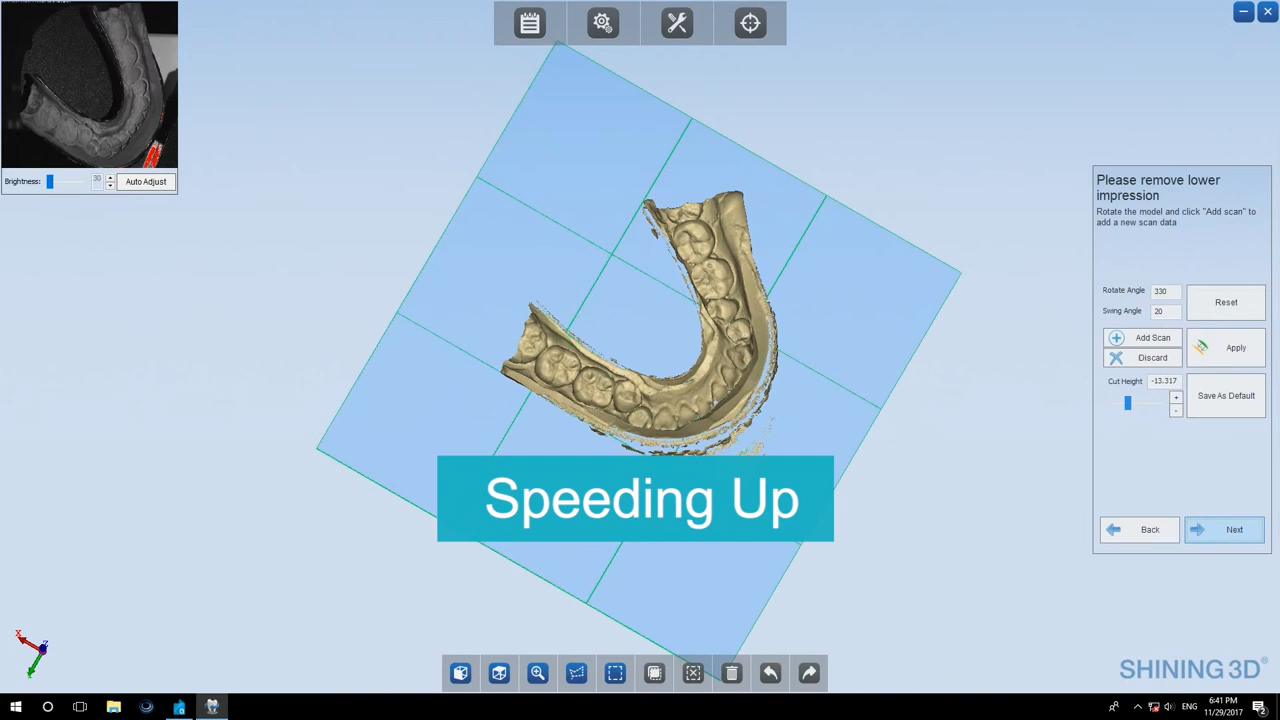 Brightness:
30
Auto Adjust
Please remove lower
impression
Rotate the model and click "Add scan" to
add a new scan data
Rotate Angle
330
Reset
Swing Angle
20
Add Scan
Discard
Apply
Cut Height
-13.317
+
-
Save As Default
Back
Next
Speeding Up
X
Z
Y
SHINING 3D®
ENG
6:41 PM
11/29/2017
2